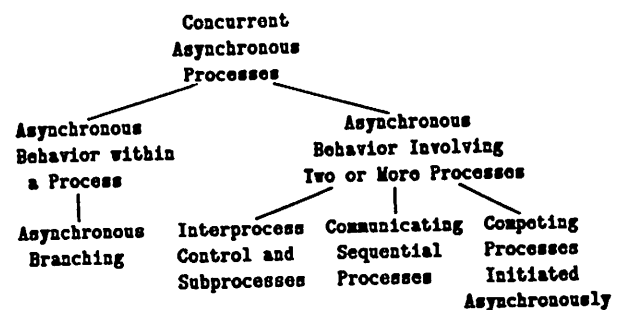 Concurrent
Asynchronous
Processes
Asynchronous
Behavior within
a Process
Asynchronous
Behavior Involving
Two or More Processes
Asynchronous
Branching
Interprocess
Control and
Subprocesses
Communicating
Sequential
Processes
Competing
Processes
Initiated
Asynchronously